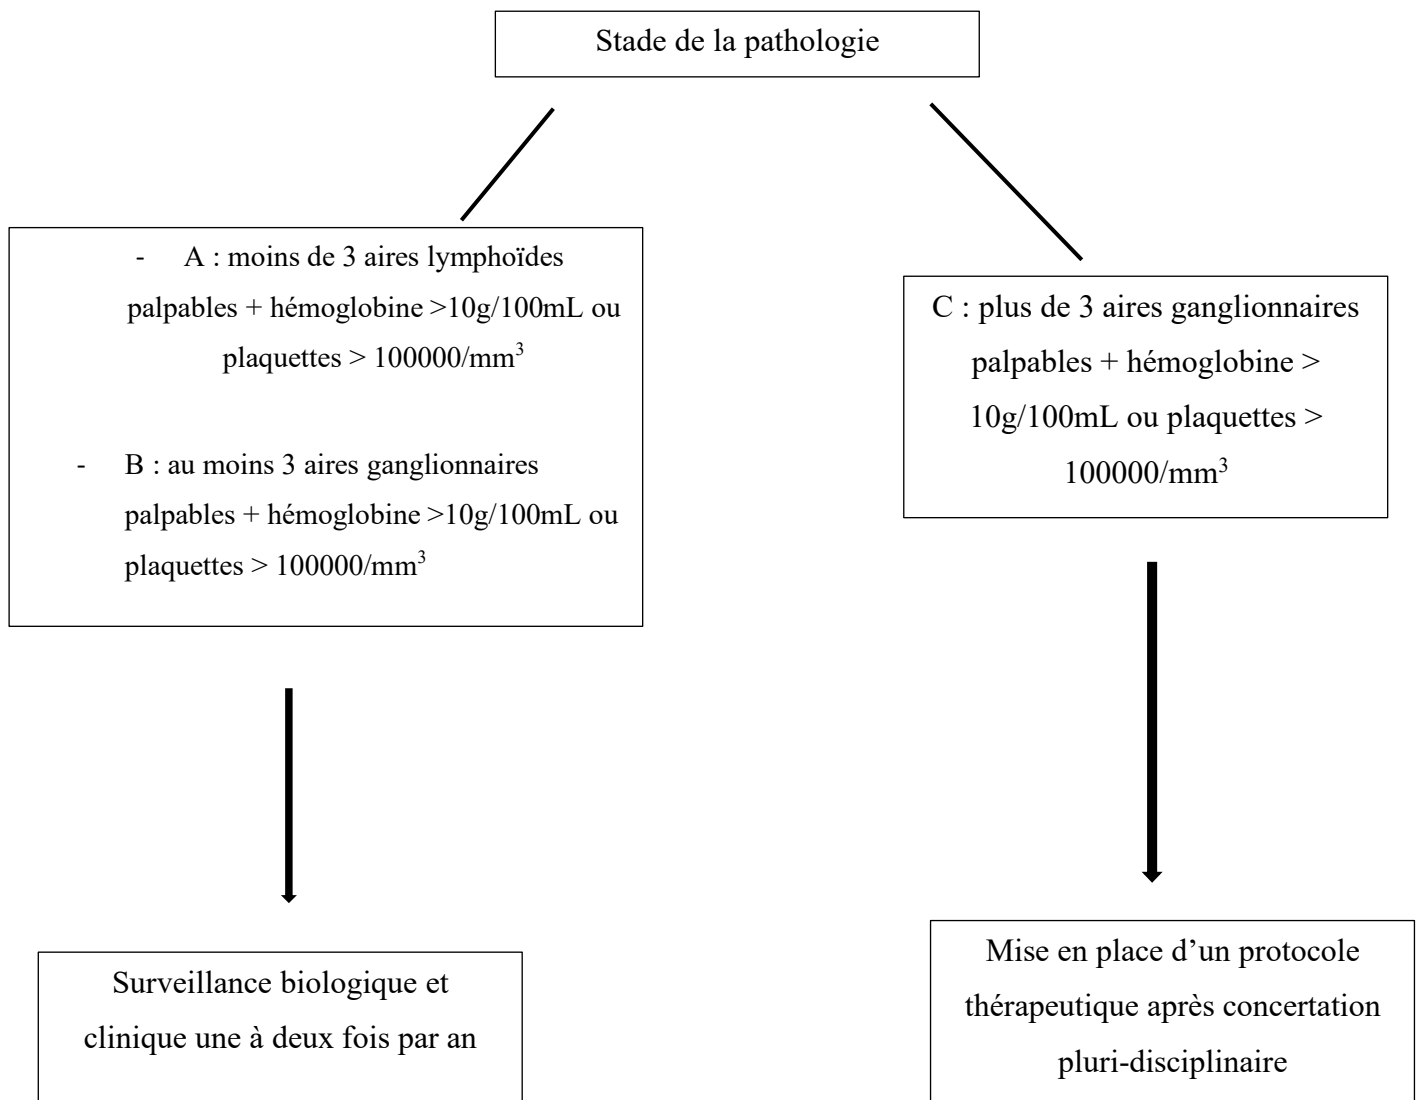 Stade de la pathologie
- A : moins de 3 aires lymphoïdes
palpables + hémoglobine >10g/100mL ou
plaquettes > 100000/mm³
- B : au moins 3 aires ganglionnaires
palpables + hémoglobine >10g/100mL ou
plaquettes > 100000/mm³
C : plus de 3 aires ganglionnaires
palpables + hémoglobine >
10g/100mL ou plaquettes >
100000/mm³
Surveillance biologique et
clinique une à deux fois par an
Mise en place d’un protocole
thérapeutique après concertation
pluri-disciplinaire